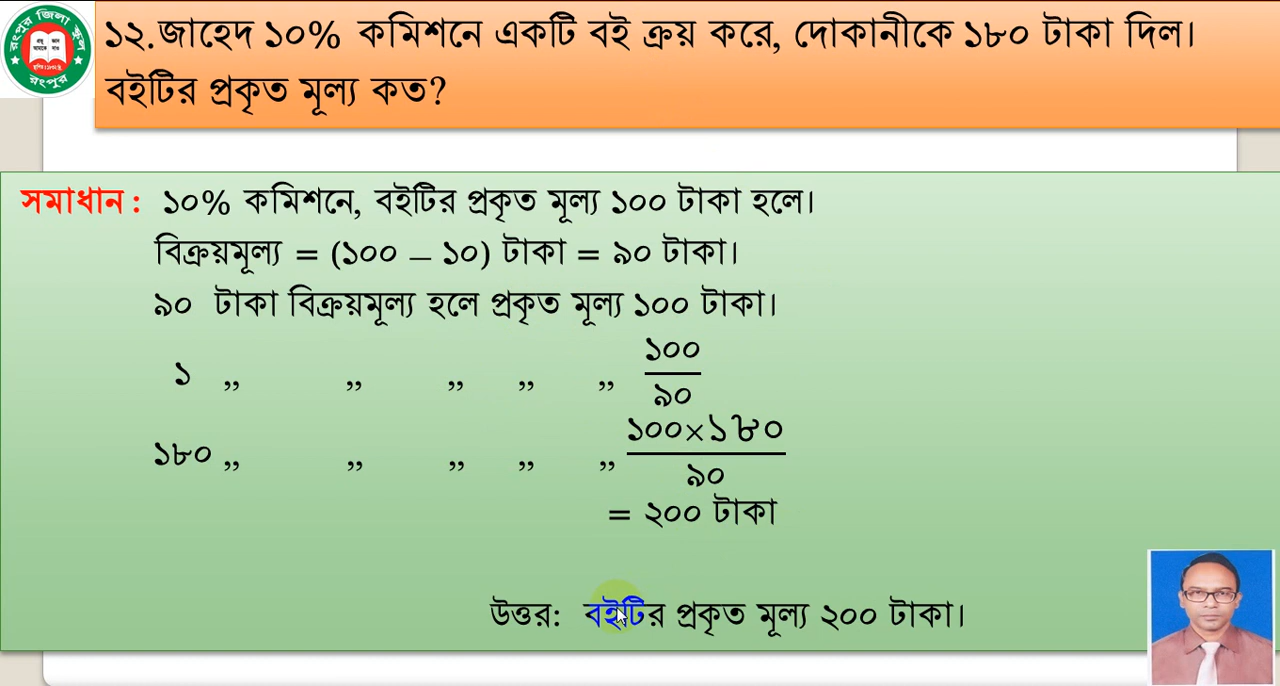 রংপুর জিলা স্কুল
রংপুর
১২.জাহেদ ১০% কমিশনে একটি বই ক্রয় করে, দোকানীকে ১৮০ টাকা দিল।
বইটির প্রকৃত মূল্য কত?
সমাধান : ১০% কমিশনে, বইটির প্রকৃত মূল্য ১০০ টাকা হলে।
বিক্রয়মূল্য = (১০০ – ১০) টাকা = ৯০ টাকা।
৯০ টাকা বিক্রয়মূল্য হলে প্রকৃত মূল্য ১০০ টাকা।
১ ,, ,, ,, ,, ,, ১০০
৯০
১৮০ ,, ,, ,, ,, ,, ১০০×১৮০
৯০
= ২০০ টাকা
উত্তর: বইটির প্রকৃত মূল্য ২০০ টাকা।